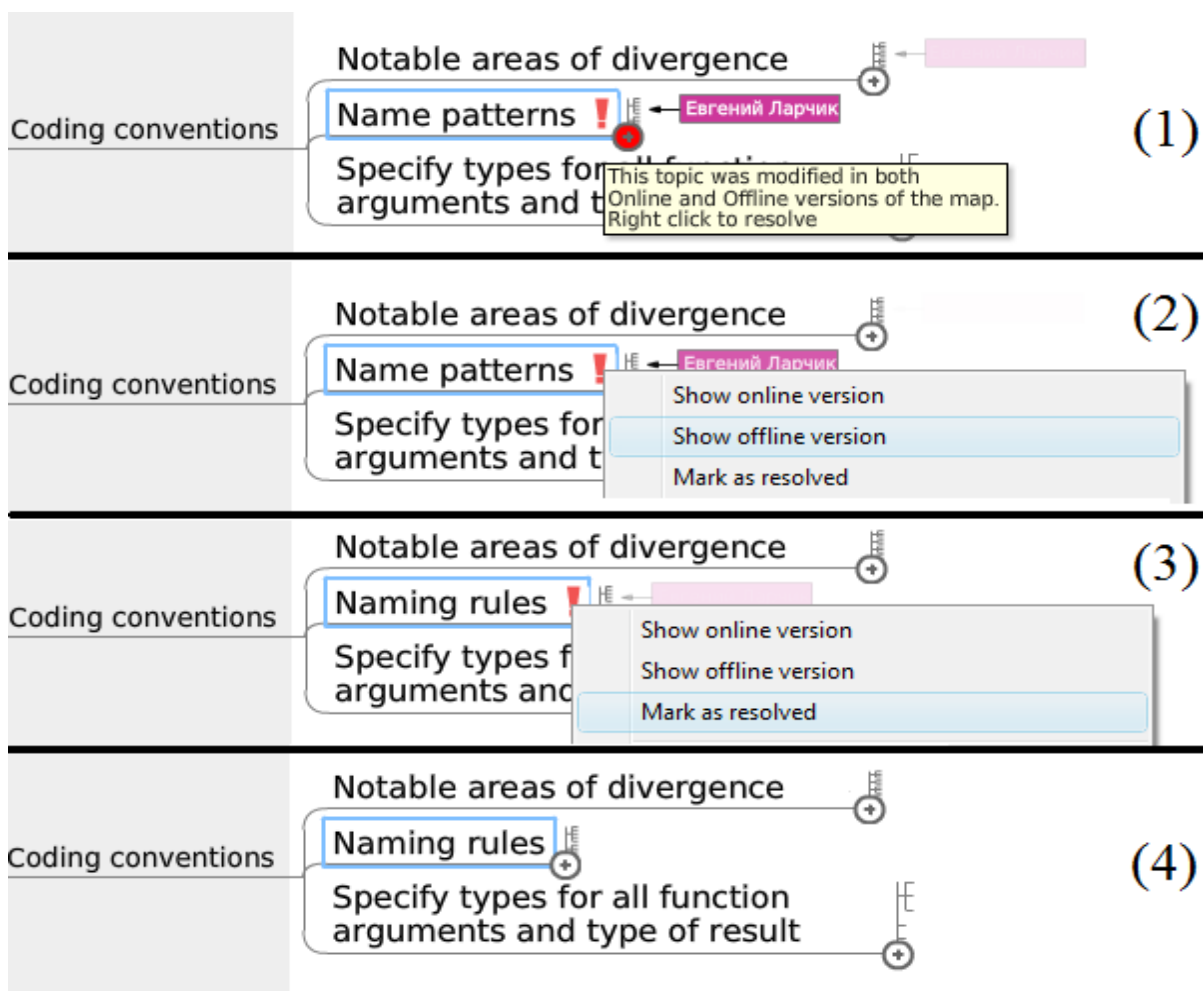 Notable areas of divergence
Coding conventions
Name patterns ! Евгений Ларчик
(1)
Specify types for all function
arguments and t
This topic was modified in both
Online and Offline versions of the map.
Right click to resolve
Notable areas of divergence
(2)
Coding conventions
Name patterns ! Евгений Ларчик
Specify types for
arguments and t
Show online version
Show offline version
Mark as resolved
Notable areas of divergence
(3)
Coding conventions
Naming rules !
Specify types f
arguments and
Show online version
Show offline version
Mark as resolved
Notable areas of divergence
Coding conventions
Naming rules
(4)
Specify types for all function
arguments and type of result